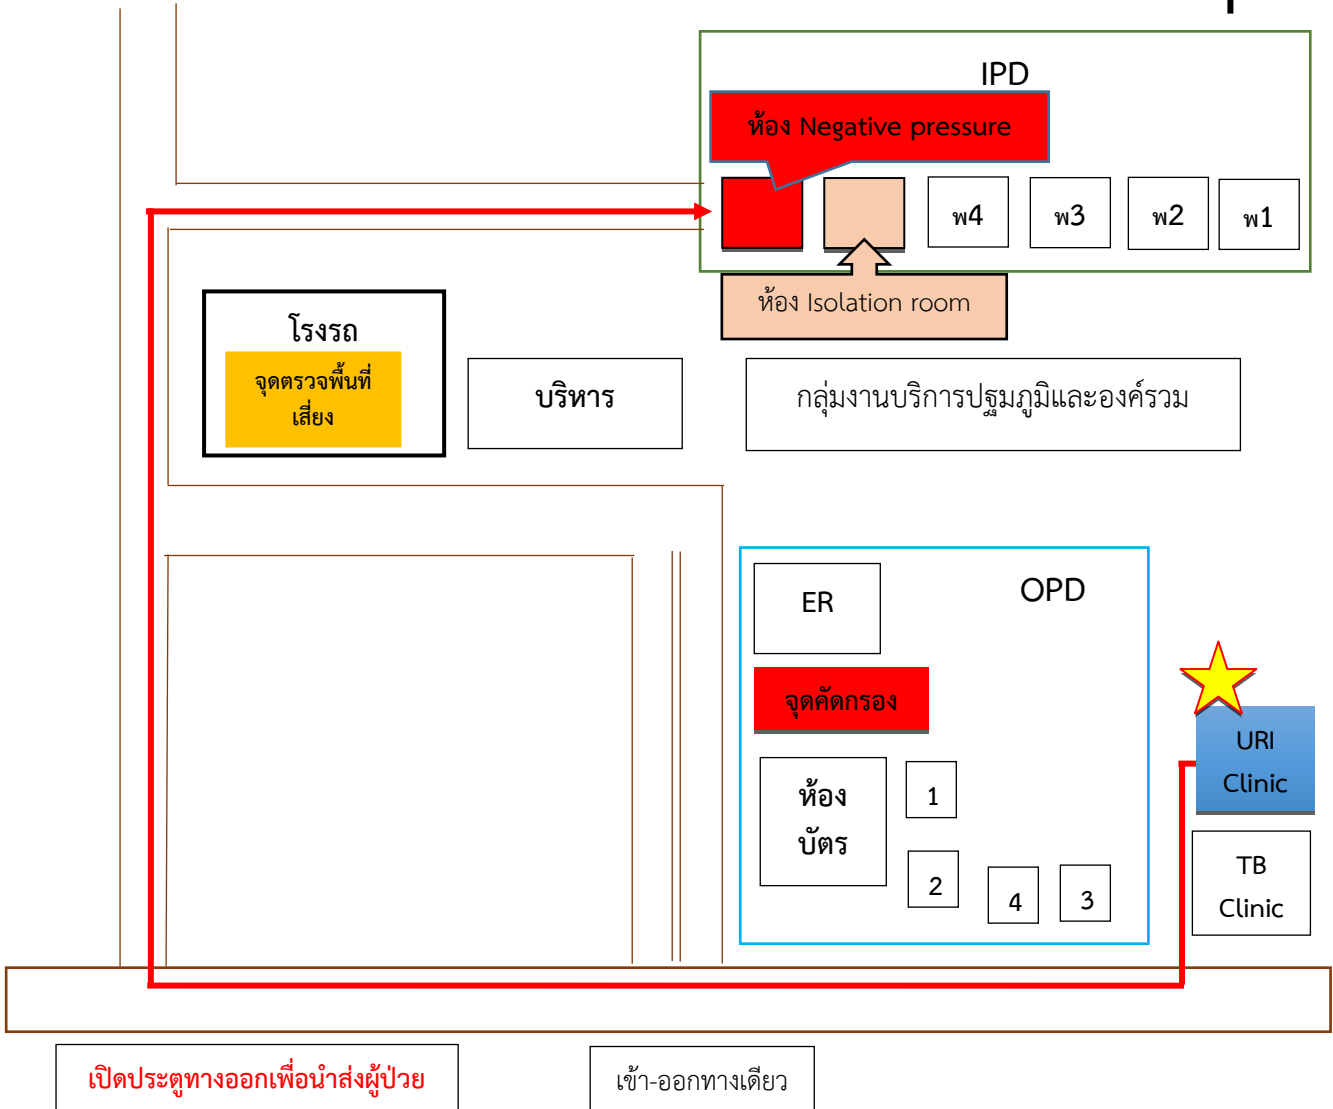 IPD
ห้อง Negative pressure
พ4
พ3
พ2
พ1
ห้อง Isolation room
โรงรถ
จุดตรวจพื้นที่
เสี่ยง
บริหาร
กลุ่มงานบริการปฐมภูมิและองค์รวม
ER
OPD
จุดคัดกรอง
URI
Clinic
ห้อง
บัตร
1
2
4
3
TB
Clinic
เปิดประตูทางออกเพื่อนำส่งผู้ป่วย
เข้า-ออกทางเดียว